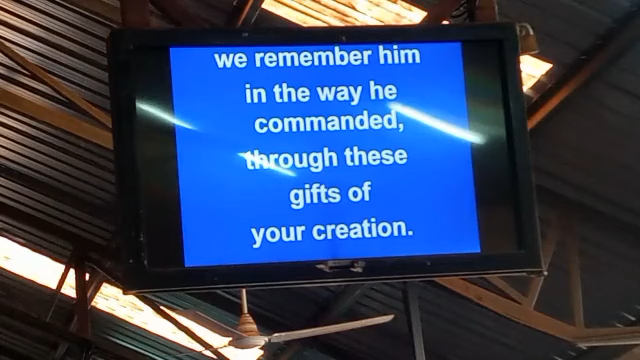 we remember him
in the way he
commanded,
through these
gifts of
your creation.